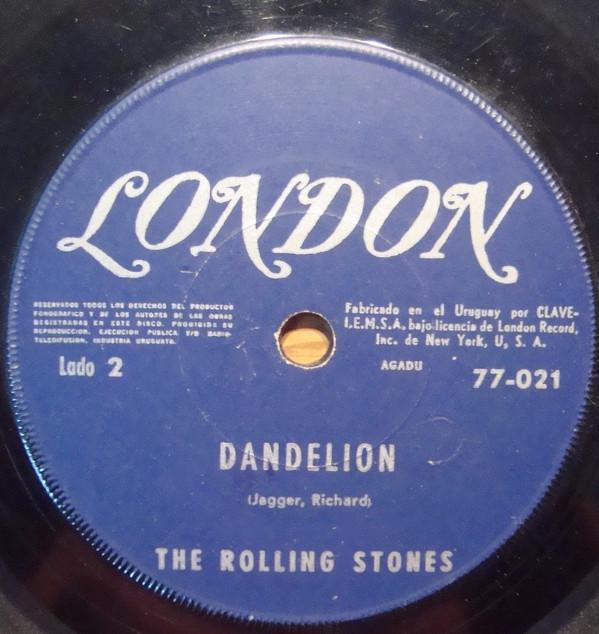 LONDON
RESERVADOS TODOS LOS DERECHOS DEL PRODUCTOR
FONOGRAFICO Y DE LOS AUTORES DE LAS OBRAS
REGISTRADAS EN ESTE DISCO. PROHIBIDA SU
REPRODUCCION, EJECUCION PUBLICA, Y/O RADIO-
TELEDIFUSION, INDUSTRIA URUGUAYA.
Fabricado en el Uruguay por CLAVE-
I.E.M.S.A. bajo licencia de London Record,
Inc. de New York, U, S. A.
Lado 2
AGADU
77-021
DANDELION
(Jagger, Richard)
THE ROLLING STONES